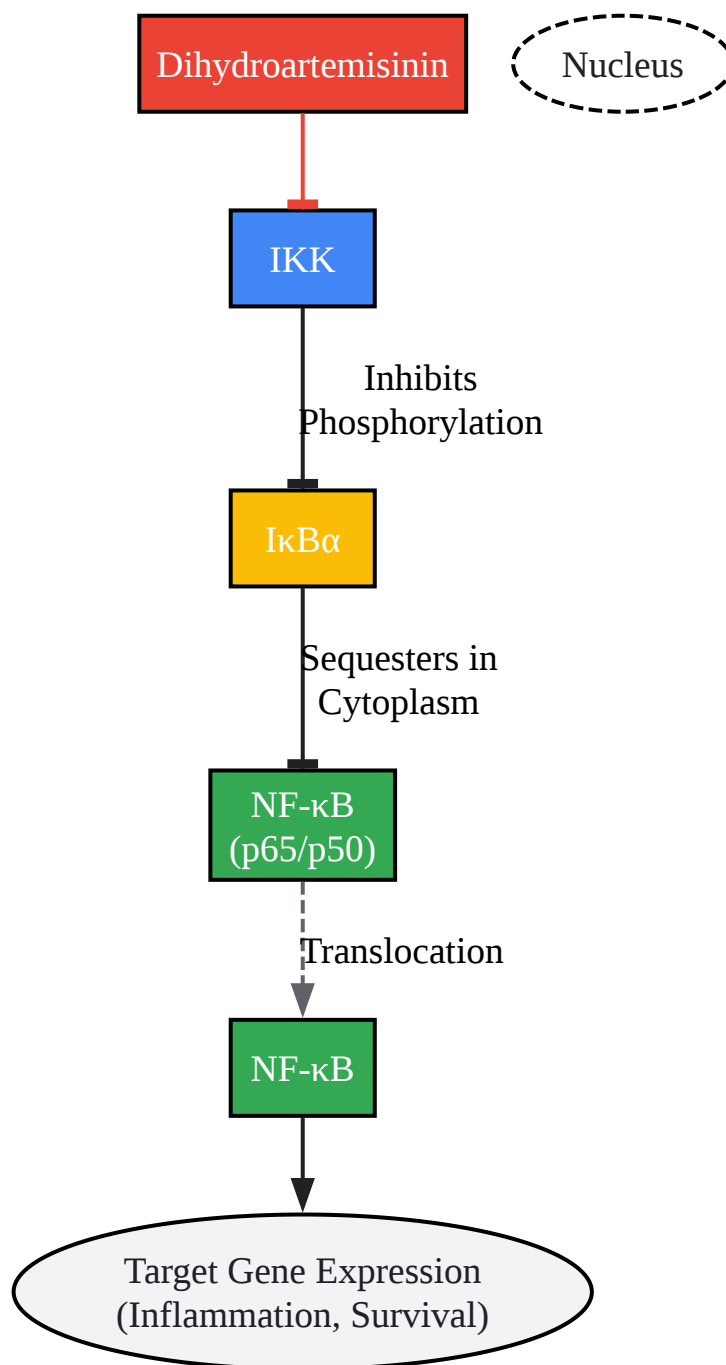 Dihydroartemisinin
Nucleus
IKK
Inhibits
Phosphorylation
IκBα
Sequesters in
Cytoplasm
NF-κB
(p65/p50)
Translocation
NF-κB
Target Gene Expression
(Inflammation, Survival)